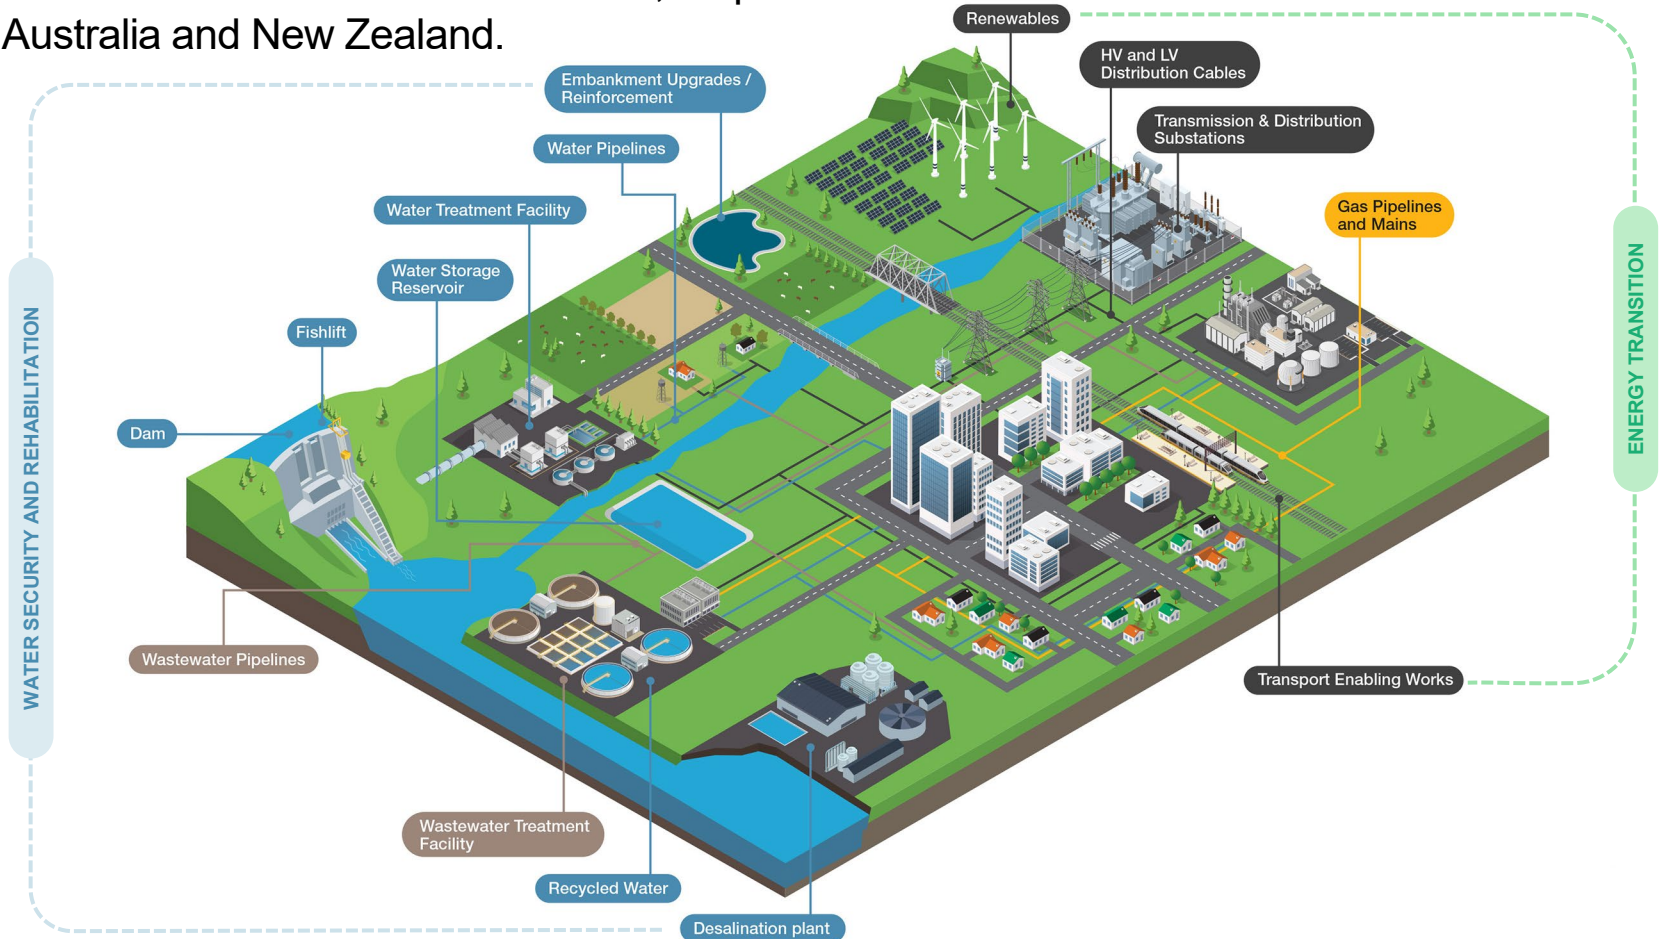 Australia and New Zealand.
Renewables
HV and LV
Distribution Cables
Embankment Upgrades /
Reinforcement
Transmission & Distribution
Substations
Water Pipelines
Water Treatment Facility
Gas Pipelines
and Mains
Water Storage
Reservoir
Fishlift
Dam
WATER SECURITY AND REHABILITATION
ENERGY TRANSITION
Wastewater Pipelines
Transport Enabling Works
Wastewater Treatment
Facility
Recycled Water
Desalination plant